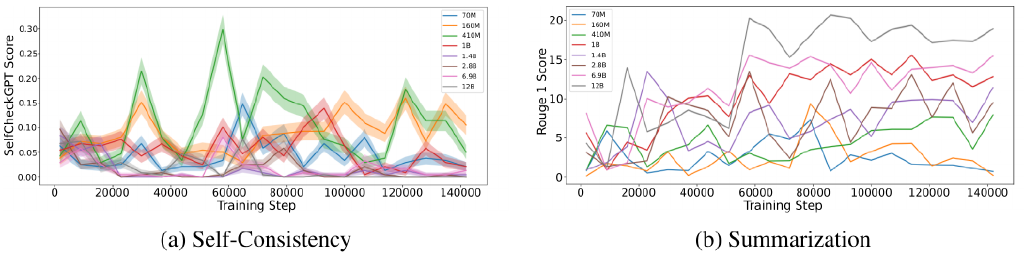 SelfCheckGPT Score
0.30
0.25
0.20
0.15
0.10
0.05
0.00
0 20000 40000 60000 80000 100000 120000 140000
Training Step
70M
160M
410M
1B
1.4B
2.8B
6.9B
12B
(a) Self-Consistency
Rouge 1 Score
20
15
10
5
0
0 20000 40000 60000 80000 100000 120000 140000
Training Step
70M
160M
410M
1B
1.4B
2.8B
6.9B
12B
(b) Summarization